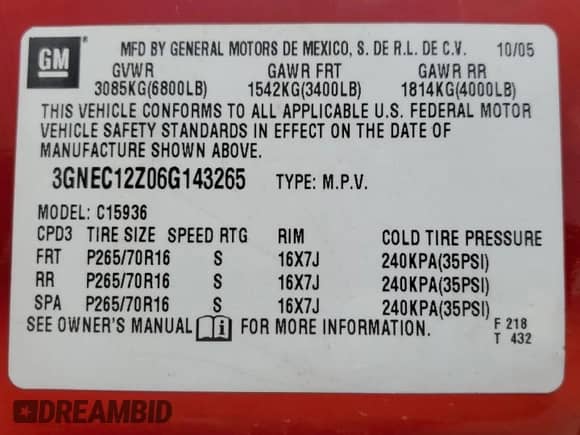 GM
MFD BY GENERAL MOTORS DE MEXICO, S. DE R.L. DE C.V. 10/05
GVWR GAWR FRT GAWR RR
3085KG(6800LB) 1542KG(3400LB) 1814KG(4000LB)
THIS VEHICLE CONFORMS TO ALL APPLICABLE U.S. FEDERAL MOTOR
VEHICLE SAFETY STANDARDS IN EFFECT ON THE DATE OF
MANUFACTURE SHOWN ABOVE.
3GNEC12Z06G143265 TYPE: M.P.V.
MODEL: C15936
CPD3 TIRE SIZE SPEED RTG RIM COLD TIRE PRESSURE
FRT P265/70R16 S 16X7J 240KPA(35PSI)
RR P265/70R16 S 16X7J 240KPA(35PSI)
SPA P265/70R16 S 16X7J 240KPA(35PSI)
SEE OWNER'S MANUAL FOR MORE INFORMATION.
F 218
T 432
DREAMBID